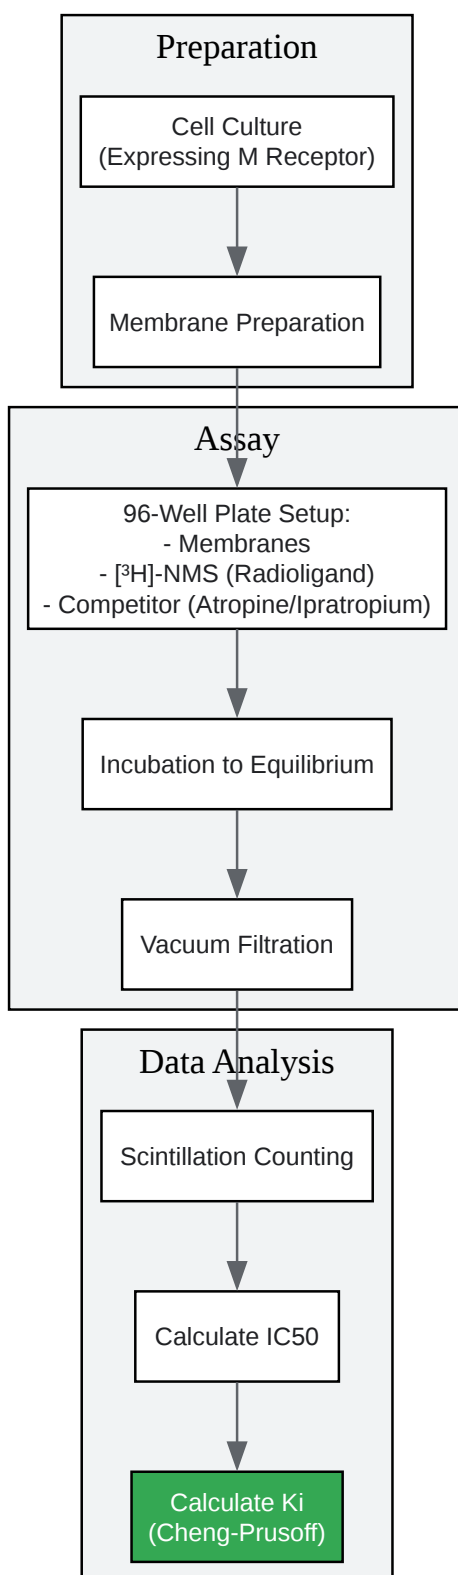 Preparation
Cell Culture
(Expressing M Receptor)
Membrane Preparation
Assay
96-Well Plate Setup:
- Membranes
- [³H]-NMS (Radioligand)
- Competitor (Atropine/Ipratropium)
Incubation to Equilibrium
Vacuum Filtration
Data Analysis
Scintillation Counting
Calculate IC50
Calculate Ki
(Cheng-Prusoff)